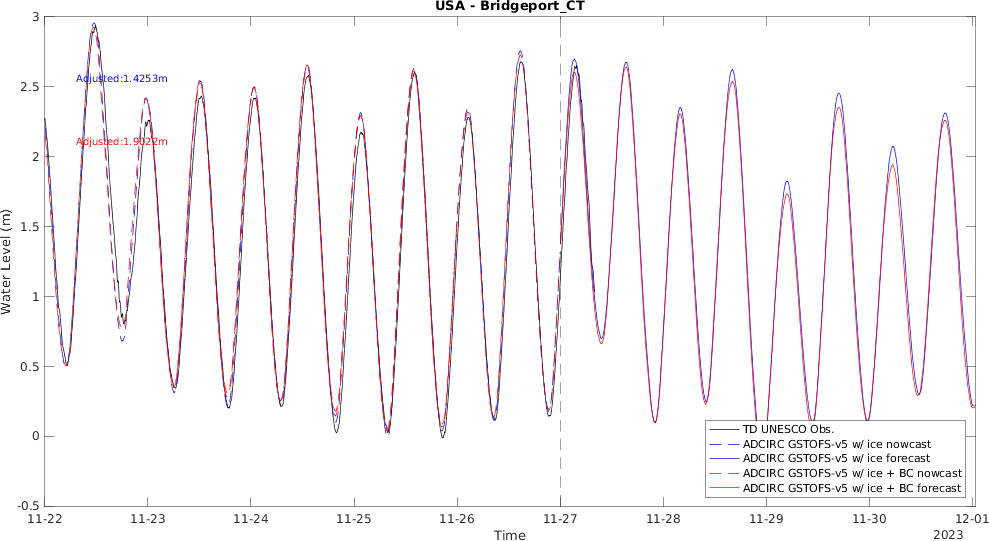 USA - Bridgeport_CT
3
Adjusted:1.4253m
2.5
Adjusted:1.9022m
2
1.5
1
0.5
0
-0.5
Water Level (m)
TD UNESCO Obs.
ADCIRC GSTOFS-v5 w/ ice nowcast
ADCIRC GSTOFS-v5 w/ ice forecast
ADCIRC GSTOFS-v5 w/ ice + BC nowcast
ADCIRC GSTOFS-v5 w/ ice + BC forecast
11-22 11-23 11-24 11-25 11-26 11-27 11-28 11-29 11-30 12-01
Time
2023